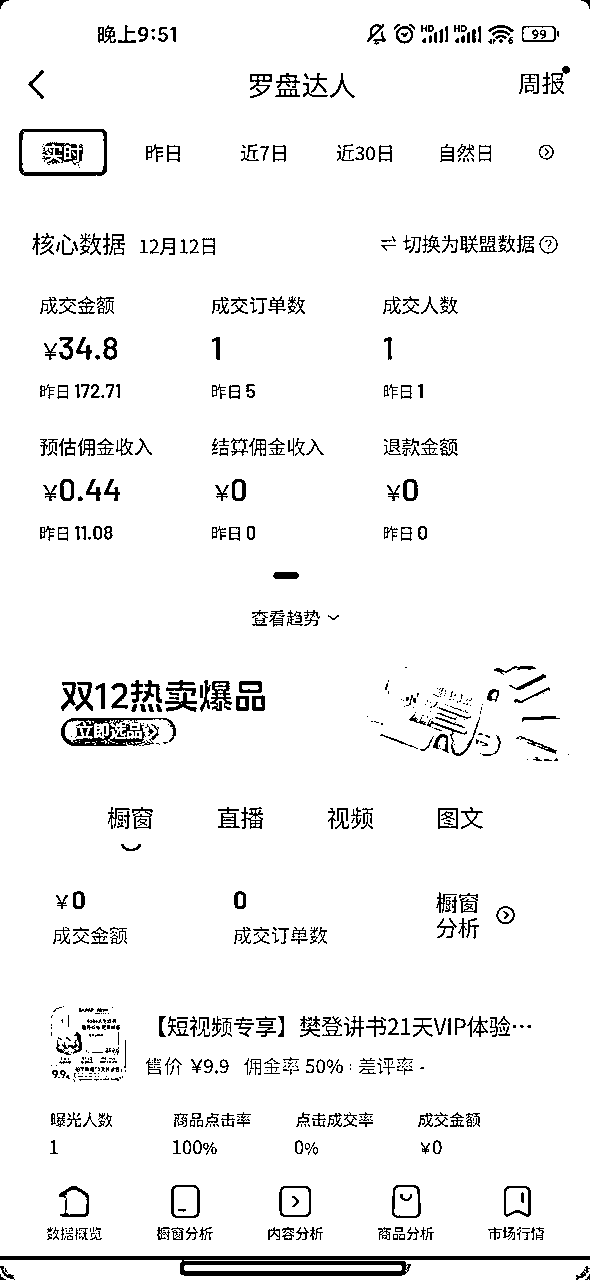 晚上9:51
HD HD 6 99
罗盘达人
周报
实时 昨日 近7日 近30日 自然日
核心数据 12月12日 切换为联盟数据?
成交金额 成交订单数 成交人数
¥34.8 1 1
昨日 172.71 昨日 5 昨日 1
预估佣金收入 结算佣金收入 退款金额
¥0.44 ¥0 ¥0
昨日 11.08 昨日 0 昨日 0
查看趋势
双12热卖爆品
立即选品
橱窗 直播 视频 图文
¥0 0 橱窗
成交金额 成交订单数 分析
【短视频专享】樊登讲书21天VIP体验…
售价 ¥9.9 佣金率 50% 差评率 -
9.9
曝光人数 商品点击率 点击成交率 成交金额
1 100% 0% ¥0
数据概览 橱窗分析 内容分析 商品分析 市场行情